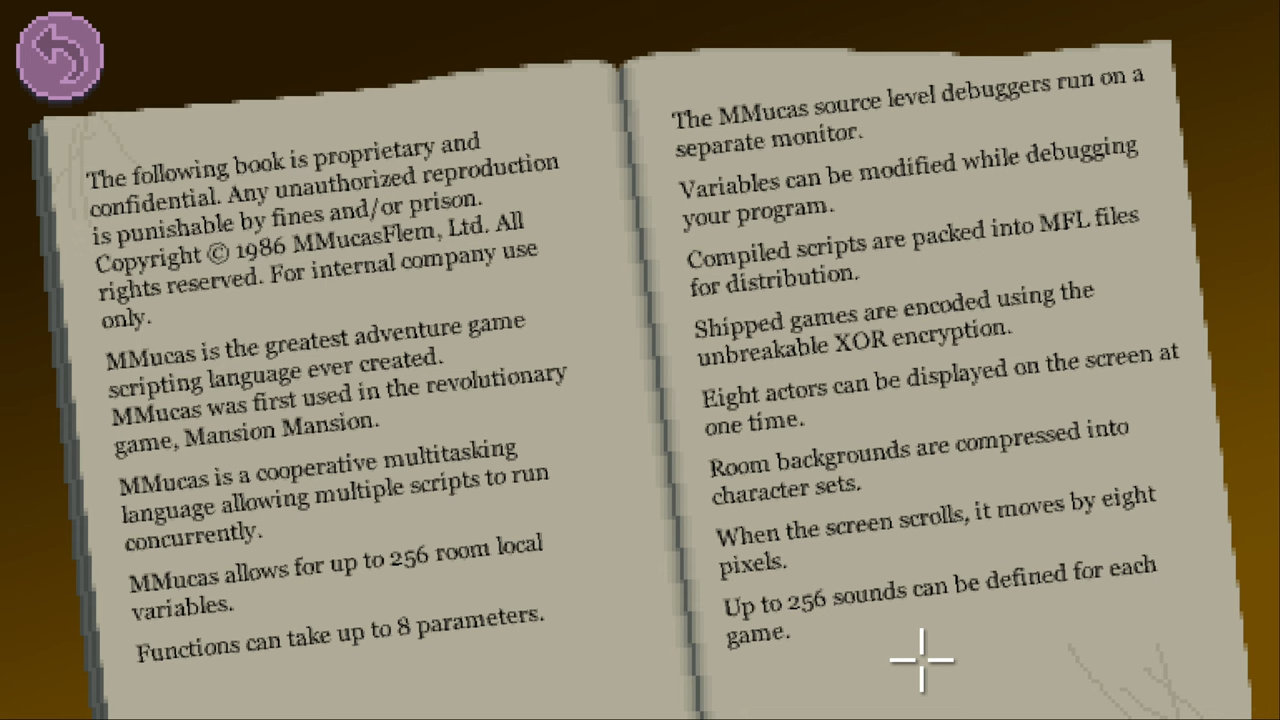 The following book is proprietary and
confidential. Any unauthorized reproduction
is punishable by fines and/or prison.
Copyright © 1986 MMucasFlem, Ltd. All
rights reserved. For internal company use
only.
MMucas is the greatest adventure game
scripting language ever created.
MMucas was first used in the revolutionary
game, Mansion Mansion.
MMucas is a cooperative multitasking
language allowing multiple scripts to run
concurrently.
MMucas allows for up to 256 room local
variables.
Functions can take up to 8 parameters.
The MMucas source level debuggers run on a
separate monitor.
Variables can be modified while debugging
your program.
Compiled scripts are packed into MFL files
for distribution.
Shipped games are encoded using the
unbreakable XOR encryption.
Eight actors can be displayed on the screen at
one time.
Room backgrounds are compressed into
character sets.
When the screen scrolls, it moves by eight
pixels.
Up to 256 sounds can be defined for each
game.